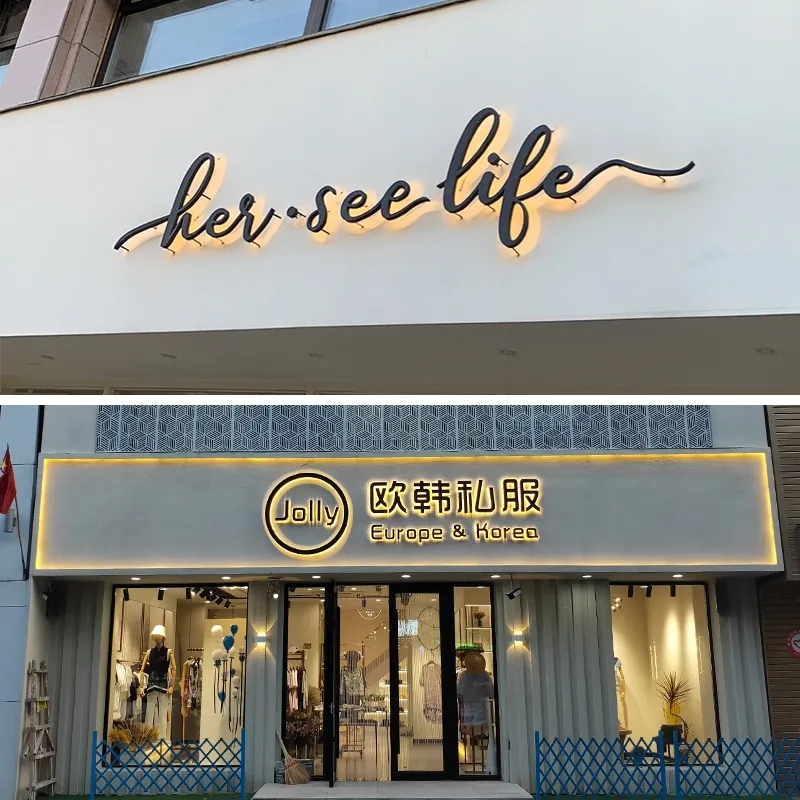 her·see life
Jolly
欧韩私服
Europe & Korea